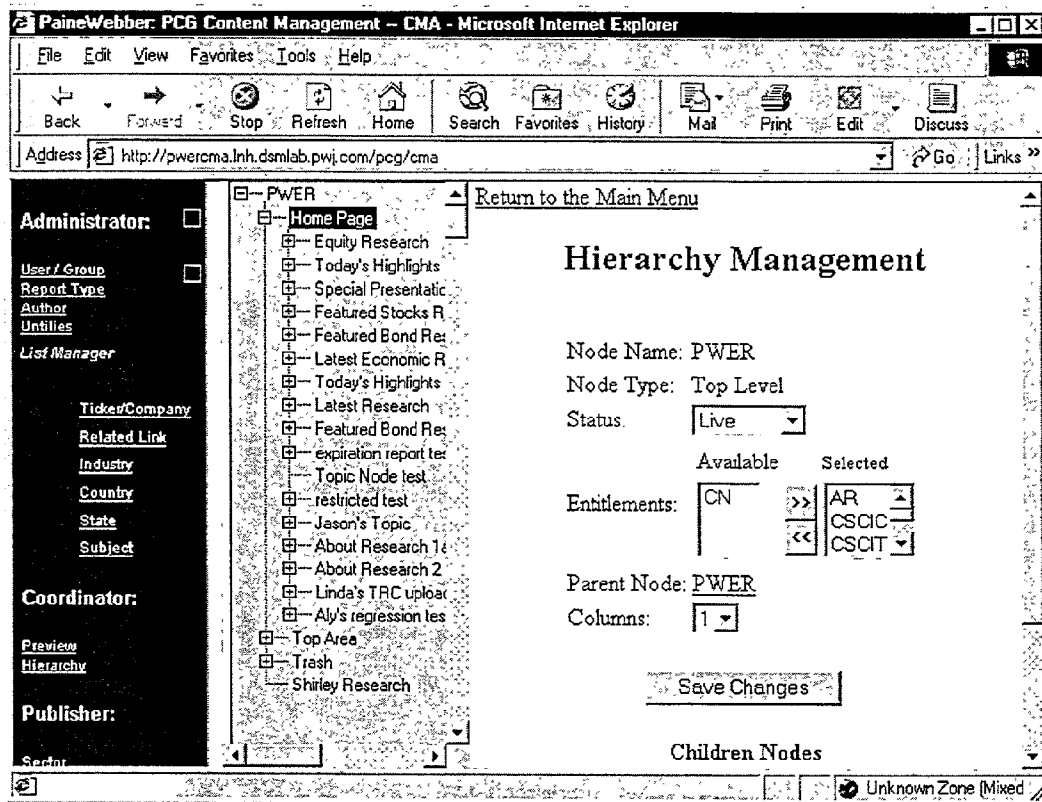 PaineWebber: PCG Content Management -- CMA - Microsoft Internet Explorer
File Edit View Favorites Tools Help
Back Forward Stop Refresh Home Search Favorites History Mail Print Edit Discuss
Address http://pwercma.lnh.dsmlab.pwj.com/pcg/cma Go Links »
Administrator:
User / Group
Report Type
Author
Untilies
List Manager
Ticker/Company
Related Link
Industry
Country
State
Subject
Coordinator:
Preview
Hierarchy
Publisher:
Sector
PWER
Home Page
Equity Research
Today's Highlights
Special Presentatic
Featured Stocks R
Featured Bond Re
Latest Economic R
Today's Highlights
Latest Research
Featured Bond Re
expiration report te
Topic Node test
restricted test
Jason's Topic
About Research 1
About Research 2
Linda's TRC uploa
Aly's regression tes
Top Area
Trash
Shirley Research
Return to the Main Menu
Hierarchy Management
Node Name: PWER
Node Type: Top Level
Status. Live
Available Selected
Entitlements: CN >> << AR CSCIC CSCIT
Parent Node: PWER
Columns: 1
Save Changes
Children Nodes
Unknown Zone (Mixed